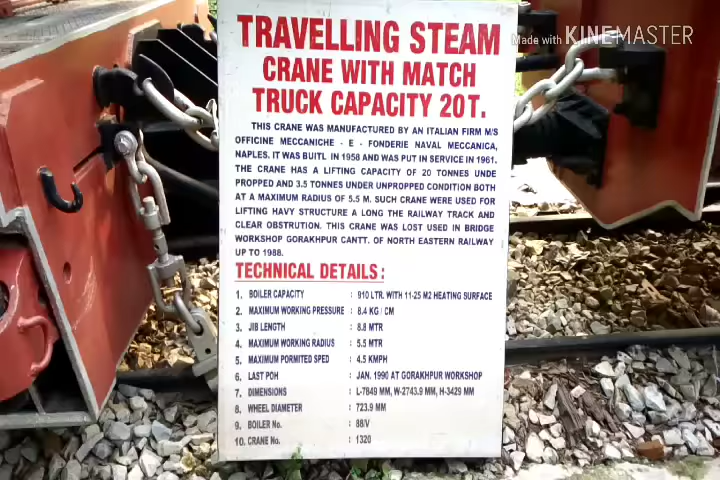 Made with KINEMASTER
TRAVELLING STEAM
CRANE WITH MATCH
TRUCK CAPACITY 20T.
THIS CRANE WAS MANUFACTURED BY AN ITALIAN FIRM M/S
OFFICINE MECCANICHE - E - FONDERIE NAVAL MECCANICA,
NAPLES. IT WAS BUITL IN 1958 AND WAS PUT IN SERVICE IN 1961.
THE CRANE HAS A LIFTING CAPACITY OF 20 TONNES UNDE
PROPPED AND 3.5 TONNES UNDER UNPROPPED CONDITION BOTH
AT A MAXIMUM RADIUS OF 5.5 M. SUCH CRANE WERE USED FOR
LIFTING HAVY STRUCTURE A LONG THE RAILWAY TRACK AND
CLEAR OBSTRUTION. THIS CRANE WAS LOST USED IN BRIDGE
WORKSHOP GORAKHPUR CANTT. OF NORTH EASTERN RAILWAY
UP TO 1988.
TECHNICAL DETAILS :
1. BOILER CAPACITY : 910 LTR. WITH 11-25 M2 HEATING SURFACE
2. MAXIMUM WORKING PRESSURE : 8.4 KG / CM
3. JIB LENGTH : 8.8 MTR
4. MAXIMUM WORKING RADIUS : 5.5 MTR
5. MAXIMUM PORMITED SPED : 4.5 KMPH
6. LAST POH : JAN. 1990 AT GORAKHPUR WORKSHOP
7. DIMENSIONS : L-7849 MM, W-2743.9 MM, H-3429 MM
8. WHEEL DIAMETER : 723.9 MM
9. BOILER No. : 88/V
10. CRANE No. : 1320